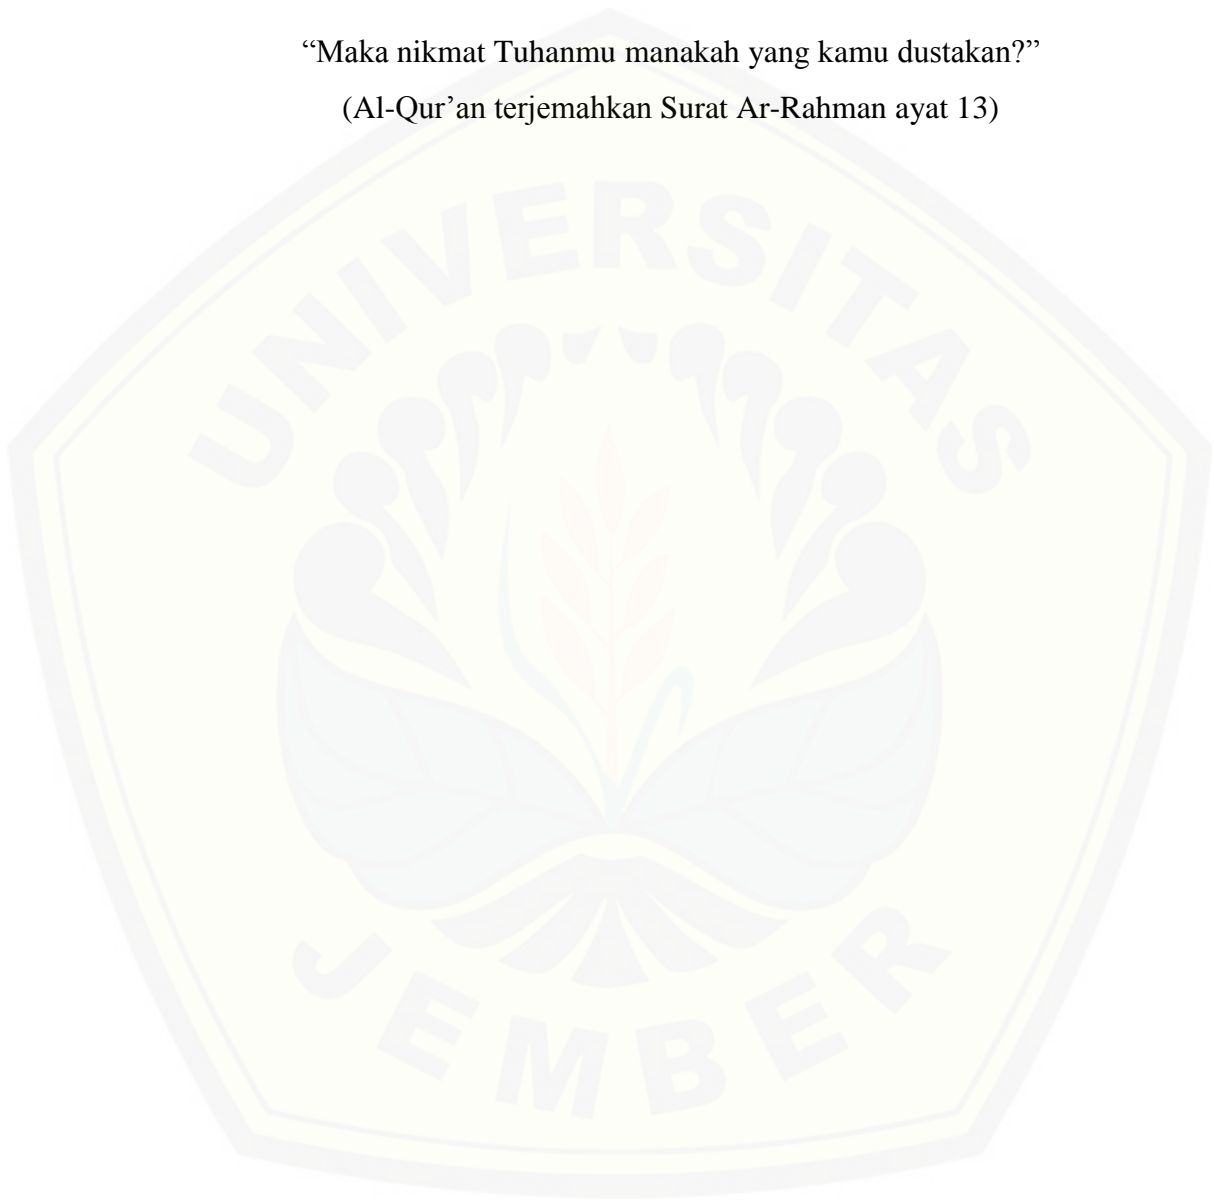 “Maka nikmat Tuhanmu manakah yang kamu dustakan?”
(Al-Qur’an terjemahkan Surat Ar-Rahman ayat 13)
UNIVERSITAS
JEMBER